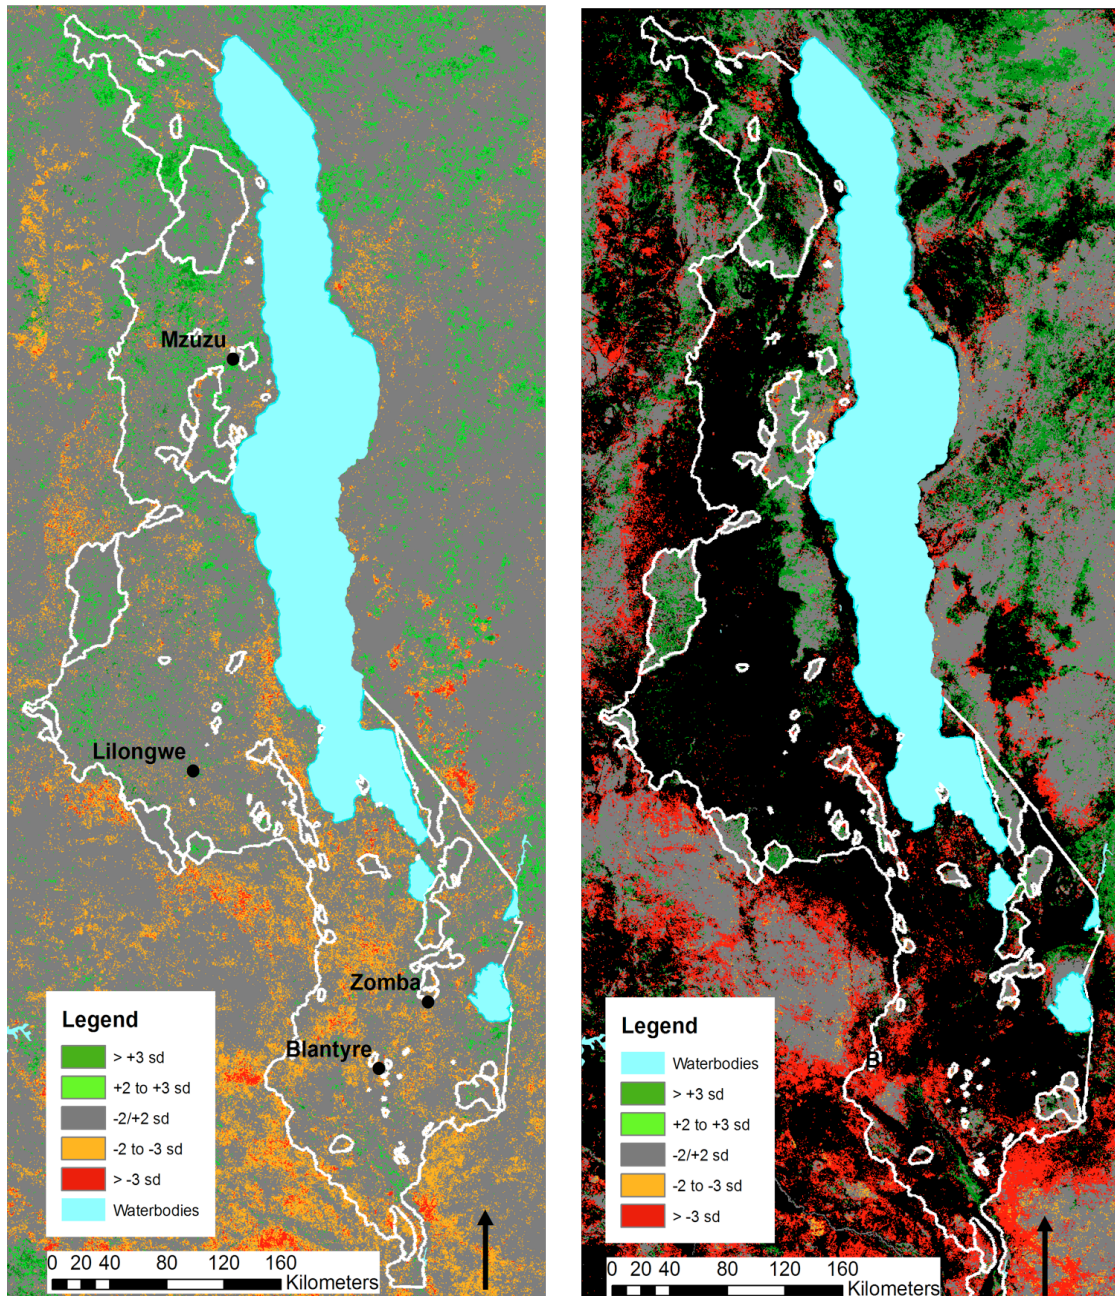 Mzuzu
Lilongwe
Zomba
Blantyre
Legend
> +3 sd
+2 to +3 sd
-2/+2 sd
-2 to -3 sd
> -3 sd
Waterbodies
0 20 40 80 120 160
Kilometers
Bl
Legend
Waterbodies
> +3 sd
+2 to +3 sd
-2/+2 sd
-2 to -3 sd
> -3 sd
0 20 40 80 120 160
Kilometers